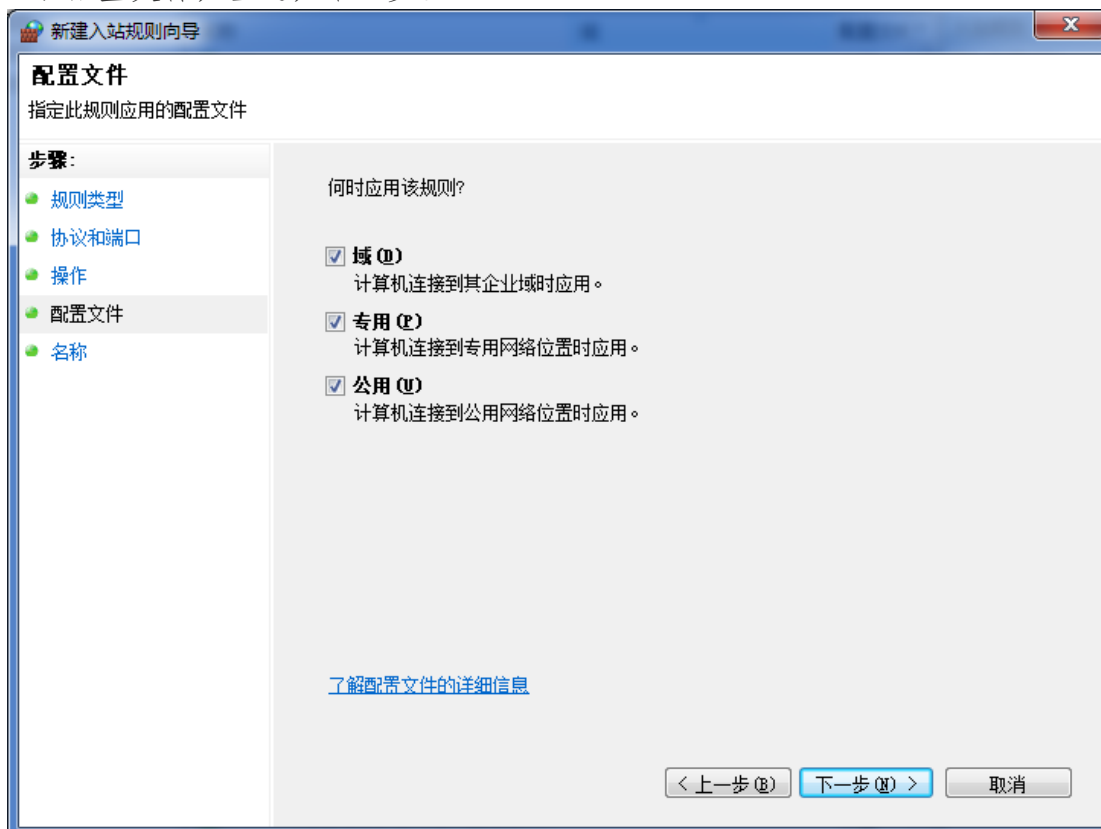 新建入站规则向导
配置文件
指定此规则应用的配置文件
步骤:
规则类型
协议和端口
操作
配置文件
名称
何时应用该规则?
域(D)
计算机连接到其企业域时应用。
专用(P)
计算机连接到专用网络位置时应用。
公用(U)
计算机连接到公用网络位置时应用。
了解配置文件的详细信息
< 上一步(B)
下一步(N) >
取消